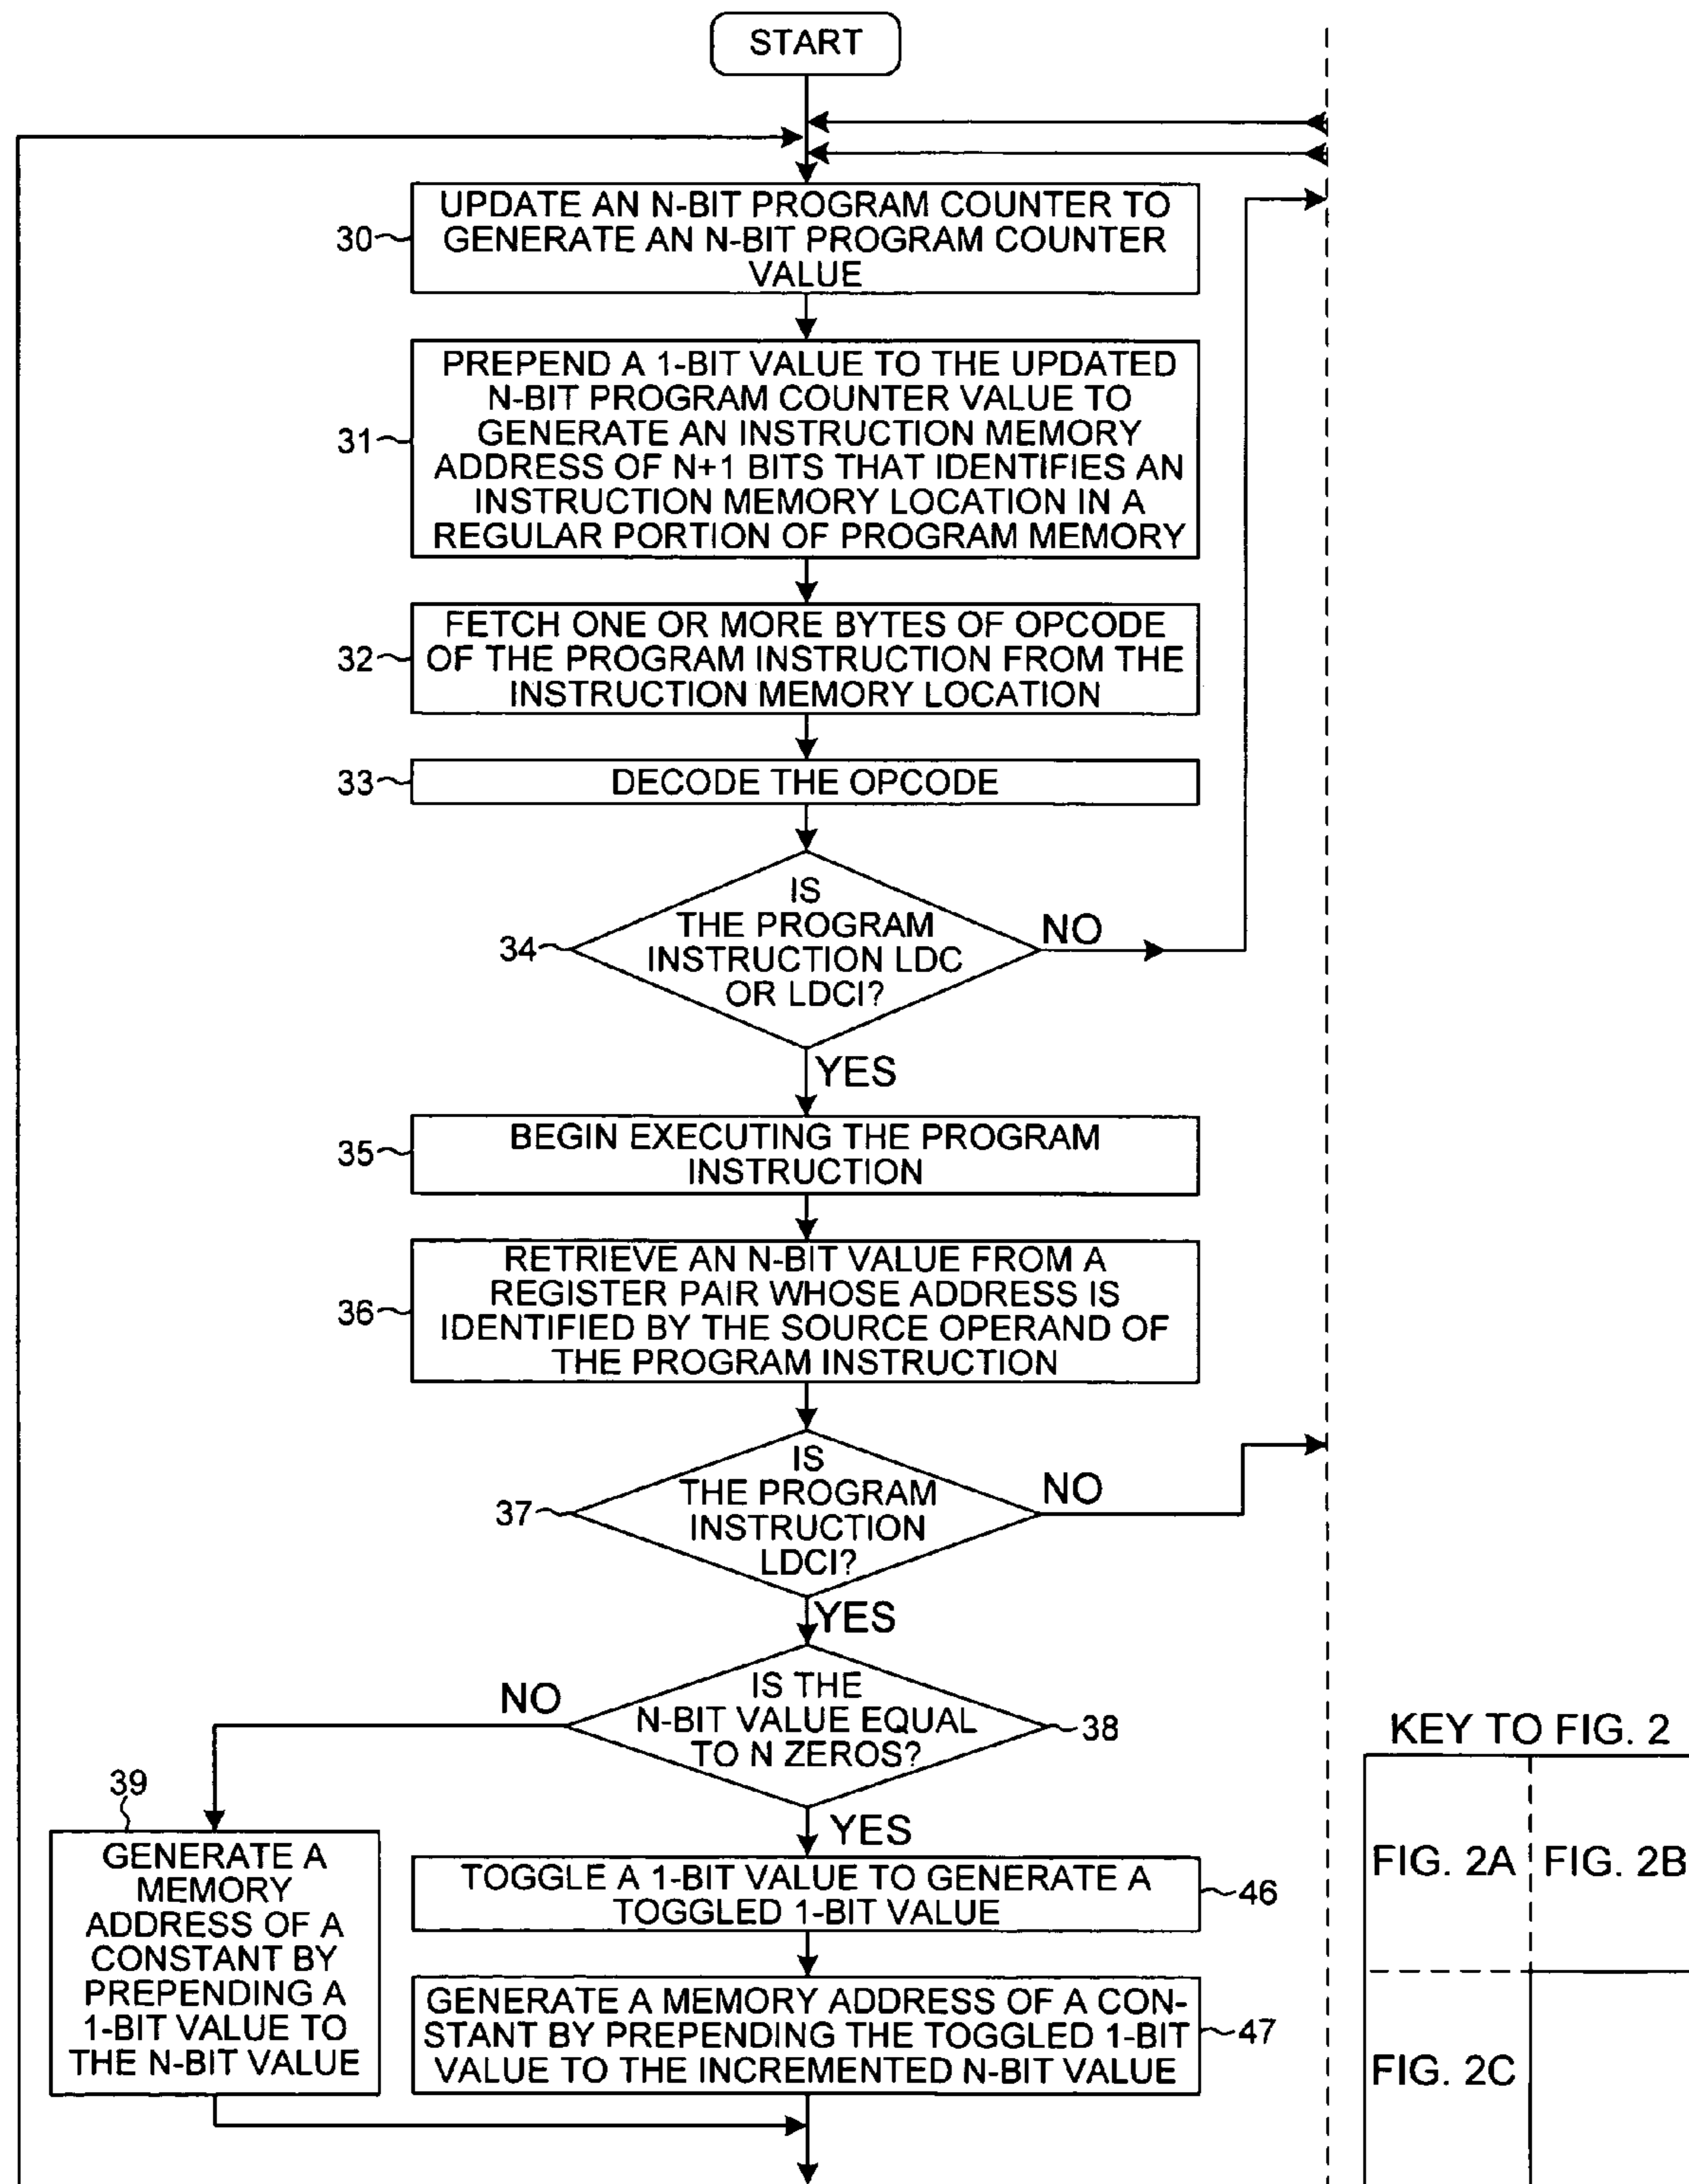 START
30
UPDATE AN N-BIT PROGRAM COUNTER TO
GENERATE AN N-BIT PROGRAM COUNTER
VALUE
31
PREPEND A 1-BIT VALUE TO THE UPDATED
N-BIT PROGRAM COUNTER VALUE TO
GENERATE AN INSTRUCTION MEMORY
ADDRESS OF N+1 BITS THAT IDENTIFIES AN
INSTRUCTION MEMORY LOCATION IN A
REGULAR PORTION OF PROGRAM MEMORY
32
FETCH ONE OR MORE BYTES OF OPCODE
OF THE PROGRAM INSTRUCTION FROM THE
INSTRUCTION MEMORY LOCATION
33
DECODE THE OPCODE
34
IS
THE PROGRAM
INSTRUCTION LDC
OR LDCI?
NO
YES
35
BEGIN EXECUTING THE PROGRAM
INSTRUCTION
36
RETRIEVE AN N-BIT VALUE FROM A
REGISTER PAIR WHOSE ADDRESS IS
IDENTIFIED BY THE SOURCE OPERAND OF
THE PROGRAM INSTRUCTION
37
IS
THE PROGRAM
INSTRUCTION
LDCI?
NO
YES
38
IS THE
N-BIT VALUE EQUAL
TO N ZEROS?
NO
YES
39
GENERATE A
MEMORY
ADDRESS OF A
CONSTANT BY
PREPENDING A
1-BIT VALUE TO
THE N-BIT VALUE
TOGGLE A 1-BIT VALUE TO GENERATE A
TOGGLED 1-BIT VALUE
46
GENERATE A MEMORY ADDRESS OF A CON-
STANT BY PREPENDING THE TOGGLED 1-BIT
VALUE TO THE INCREMENTED N-BIT VALUE
47
KEY TO FIG. 2
FIG. 2A
FIG. 2B
FIG. 2C